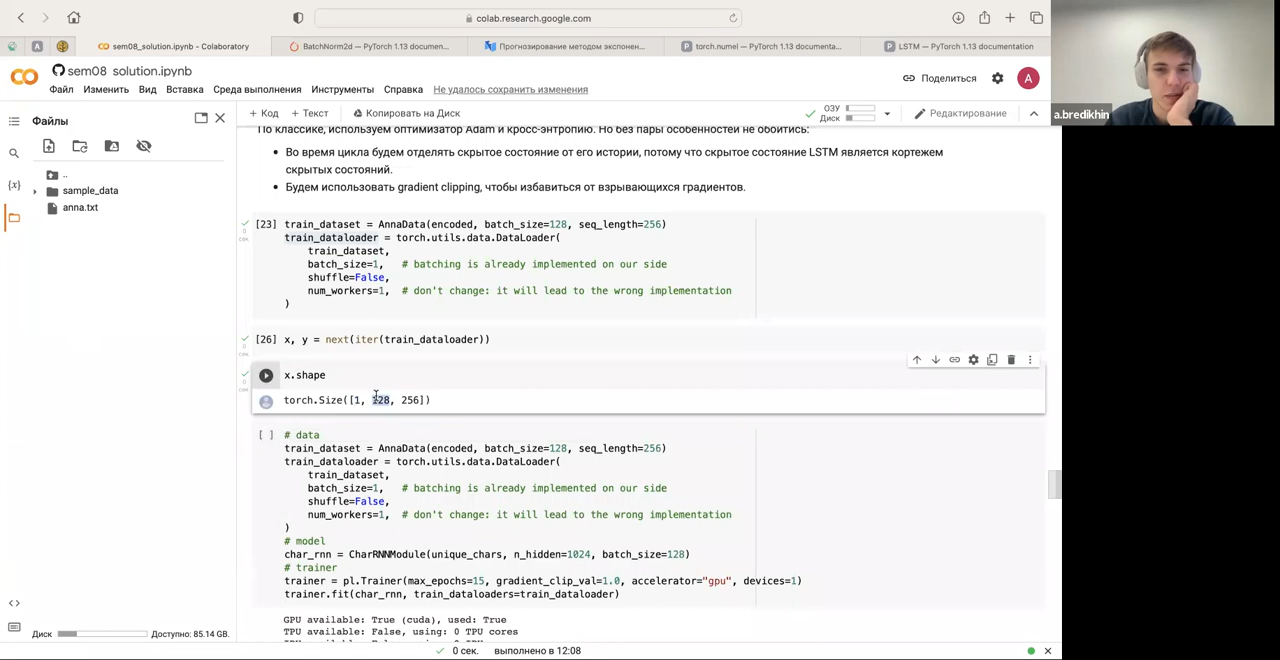 colab.research.google.com
sem08_solution.ipynb - Colaboratory
BatchNorm2d — PyTorch 1.13 documen...
Прогнозирование методом экспонен...
torch.numel — PyTorch 1.13 documenta...
LSTM — PyTorch 1.13 documentation
sem08_solution.ipynb
Файл Изменить Вид Вставка Среда выполнения Инструменты Справка Не удалось сохранить изменения
Поделиться
A
a.bredikhin
Файлы
+ Код + Текст Копировать на Диск
ОЗУ
Диск
Редактирование
..
sample_data
anna.txt
{x}
По классике, используем оптимизатор Adam и кросс-энтропию. Но без пары особенностей не обойтись:
• Во время цикла будем отделять скрытое состояние от его истории, потому что скрытое состояние LSTM является кортежем
скрытых состояний.
• Будем использовать gradient clipping, чтобы избавиться от взрывающихся градиентов.
[23] train_dataset = AnnaData(encoded, batch_size=128, seq_length=256)
train_dataloader = torch.utils.data.DataLoader(
train_dataset,
batch_size=1, # batching is already implemented on our side
shuffle=False,
num_workers=1, # don't change: it will lead to the wrong implementation
)
[26] x, y = next(iter(train_dataloader))
x.shape
torch.Size([1, 128, 256])
[ ] # data
train_dataset = AnnaData(encoded, batch_size=128, seq_length=256)
train_dataloader = torch.utils.data.DataLoader(
train_dataset,
batch_size=1, # batching is already implemented on our side
shuffle=False,
num_workers=1, # don't change: it will lead to the wrong implementation
)
# model
char_rnn = CharRNNModule(unique_chars, n_hidden=1024, batch_size=128)
# trainer
trainer = pl.Trainer(max_epochs=15, gradient_clip_val=1.0, accelerator="gpu", devices=1)
trainer.fit(char_rnn, train_dataloaders=train_dataloader)
GPU available: True (cuda), used: True
TPU available: False, using: 0 TPU cores
Диск Доступно: 85.14 GB.
0 сек. выполнено в 12:08